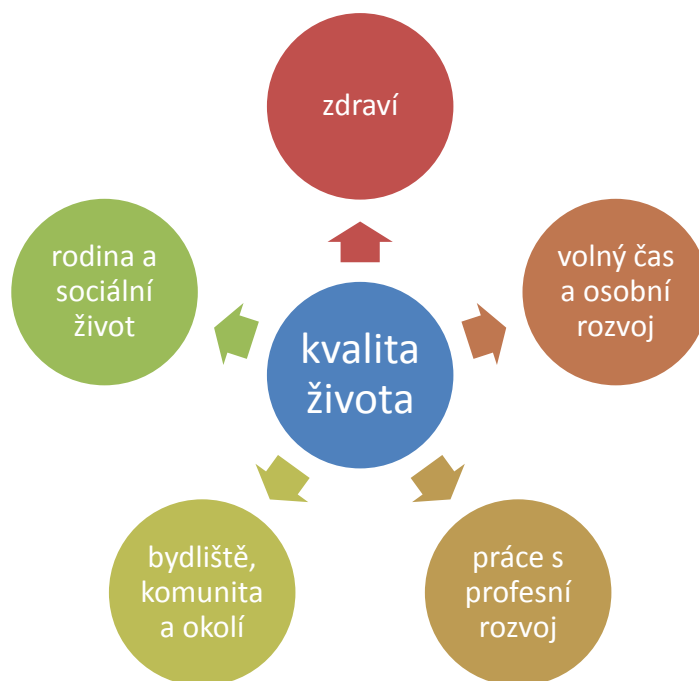 zdraví
rodina a
sociální
život
volný čas
a osobní
rozvoj
kvalita
života
bydliště,
komunita
a okolí
práce s
profesní
rozvoj